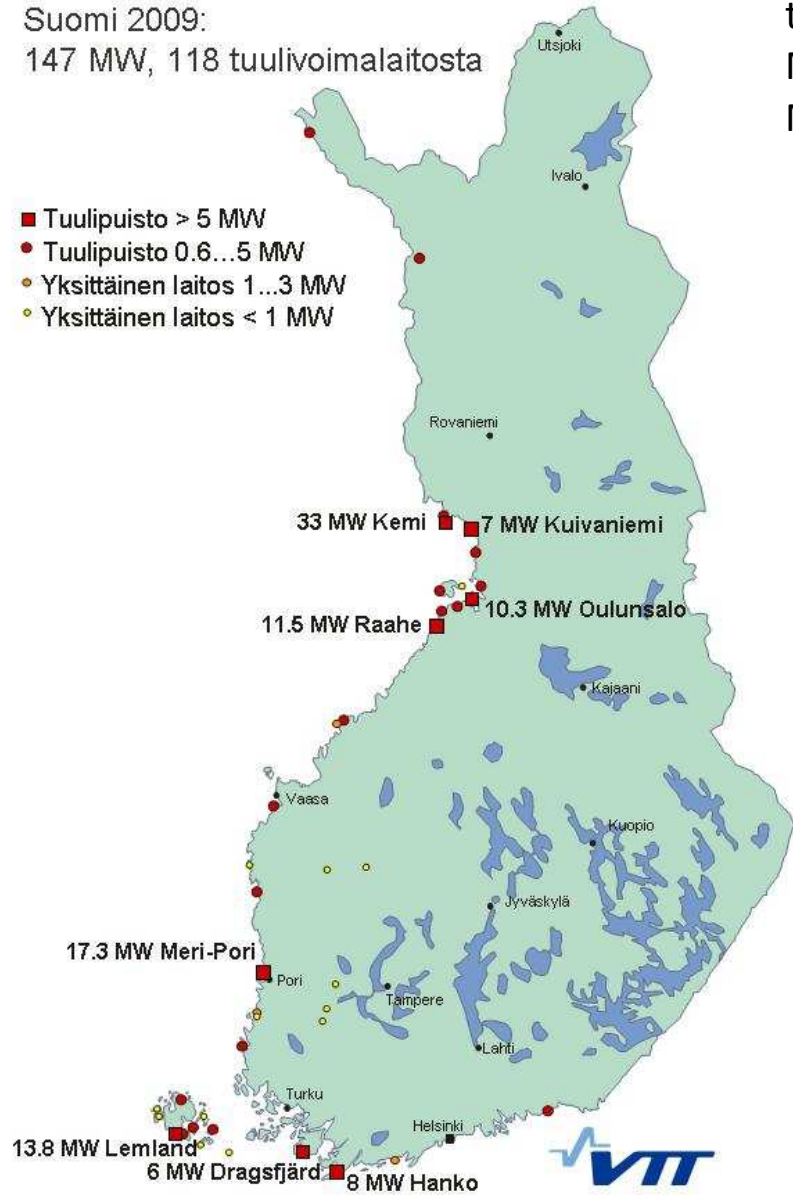 Suomi 2009:
147 MW, 118 tuulivoimalaitosta
t
Utsjoki
Ivalo
Tuulipuisto > 5 MW
Tuulipuisto 0.6...5 MW
Yksittäinen laitos 1...3 MW
Yksittäinen laitos < 1 MW
Rovaniemi
33 MW Kemi
7 MW Kuivaniemi
10.3 MW Oulunsalo
11.5 MW Raahe
Kajaani
Vaasa
Kuopio
Jyväskylä
17.3 MW Meri-Pori
Pori
Tampere
Lahti
Turku
Helsinki
13.8 MW Lemland
6 MW Dragsfjärd
8 MW Hanko
VTT